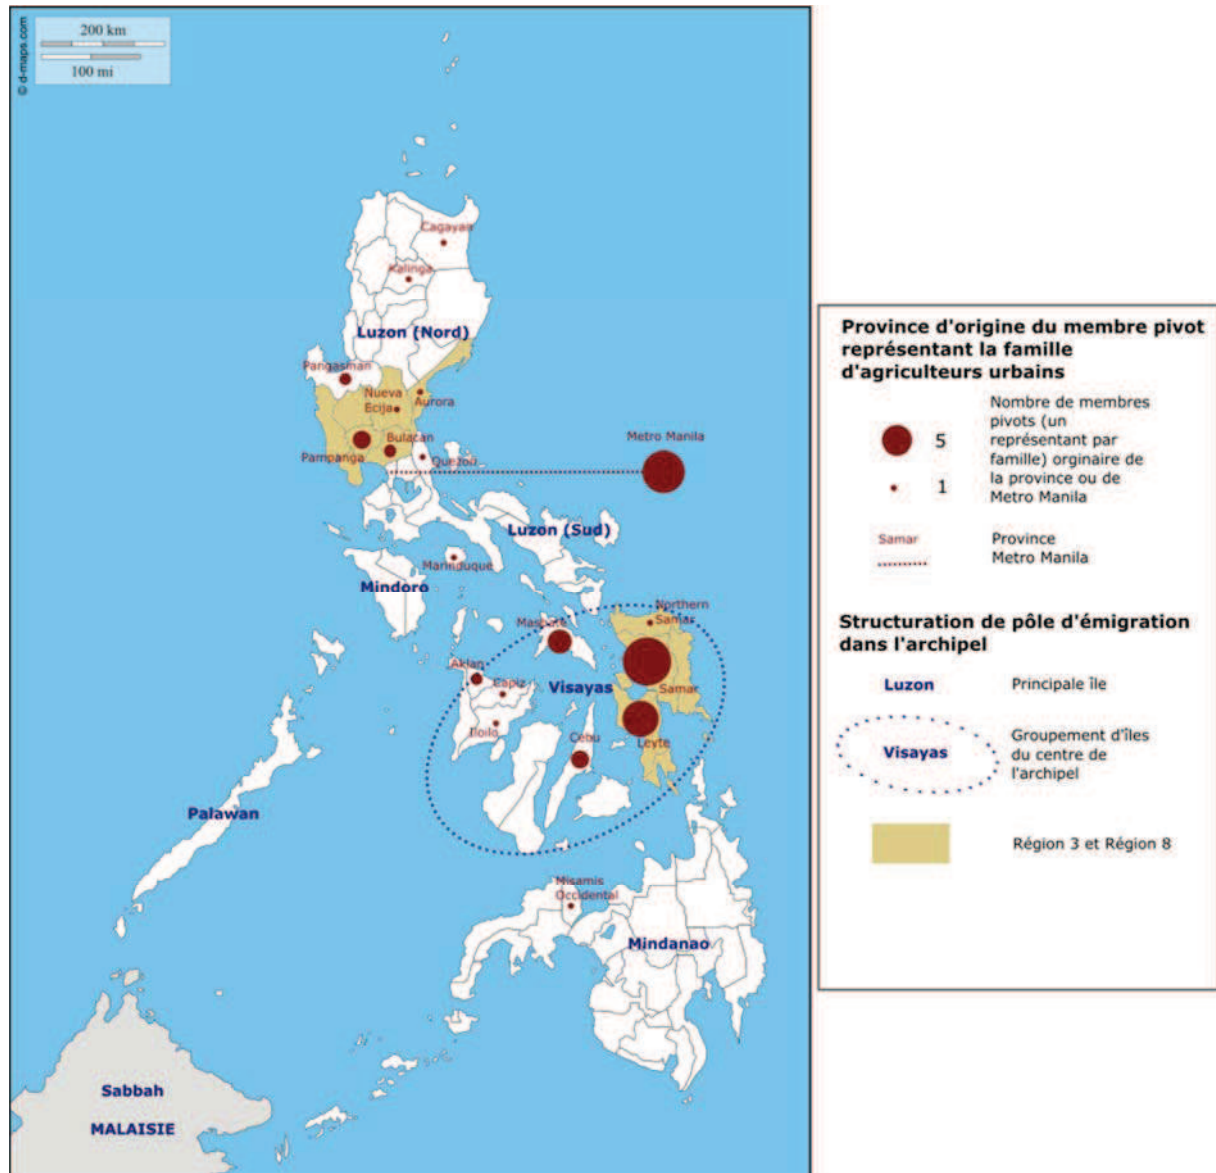 200 km
100 mi
© d-maps.com
Cagayan
Kalinga
Luzon (Nord)
Pangasinan
Nueva
Ecija
Aurora
Bulacan
Pampanga
Quezon
Metro Manila
Luzon (Sud)
Marinduque
Mindoro
Northern
Samar
Masbate
Aklan
Capiz
Visayas
Samar
Iloilo
Cebu
Leyte
Palawan
Misamis
Occidental
Mindanao
Sabbah
MALAISIE
Province d'origine du membre pivot
représentant la famille
d'agriculteurs urbains
5
1
Nombre de membres
pivots (un
représentant par
famille) orginaire de
la province ou de
Metro Manila
Samar
Province
Metro Manila
Structuration de pôle d'émigration
dans l'archipel
Luzon
Principale île
Visayas
Groupement d'îles
du centre de
l'archipel
Région 3 et Région 8